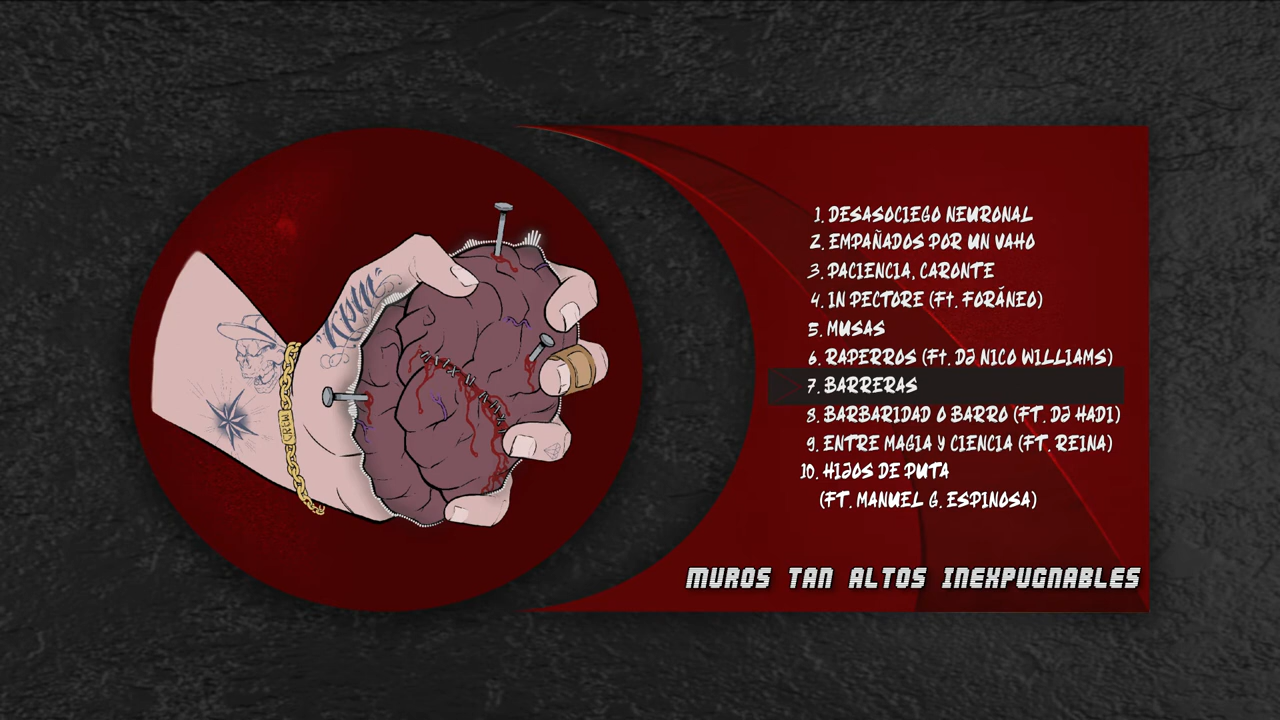 "KPM"
CREW
1. DESASOCIEGO NEURONAL
2. EMPAÑADOS POR UN VAHO
3. PACIENCIA, CARONTE
4. IN PECTORE (Ft. FORÁNEO)
5. MUSAS
6. RAPERROS (Ft. DJ NICO WILLIAMS)
7. BARRERAS
8. BARBARIDAD O BARRO (FT. DJ HADI)
9. ENTRE MAGIA Y CIENCIA (FT. REINA)
10. HIJOS DE PUTA
(FT. MANUEL G. ESPINOSA)
MUROS TAN ALTOS INEXPUGNABLES